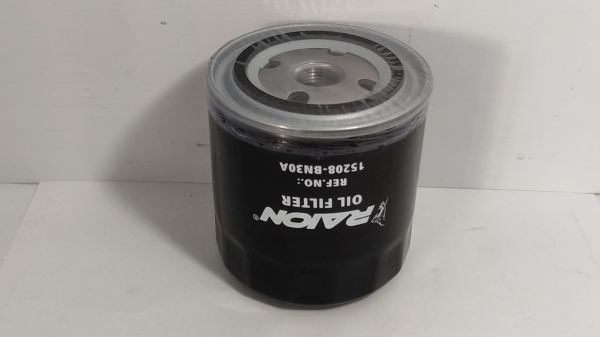 RAION®
OIL FILTER
REF.NO.:
15208-BN30A